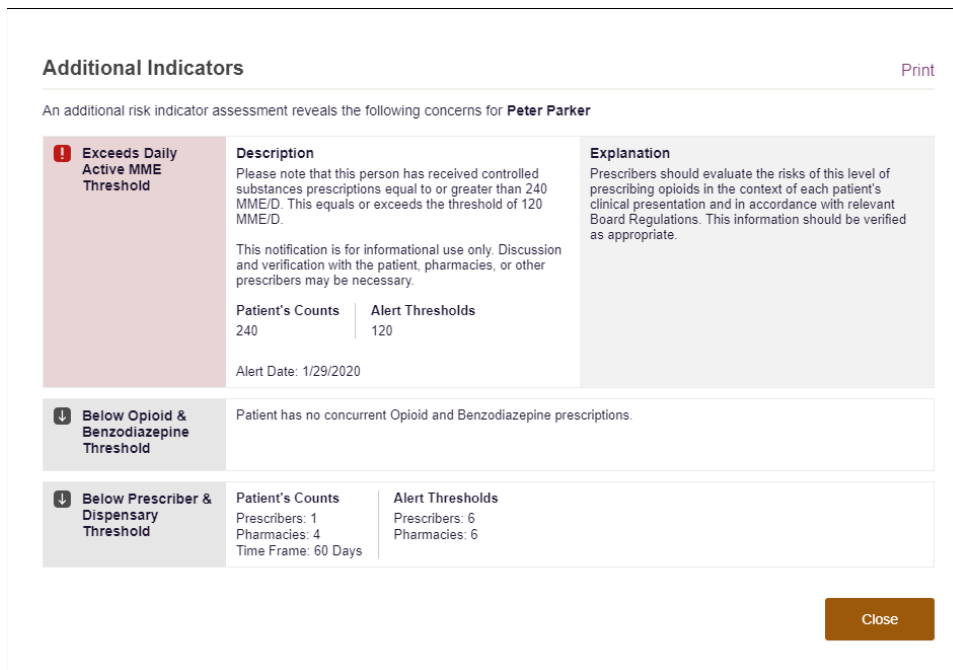 Additional Indicators
Print
An additional risk indicator assessment reveals the following concerns for Peter Parker
Exceeds Daily
Active MME
Threshold
Description
Please note that this person has received controlled
substances prescriptions equal to or greater than 240
MME/D. This equals or exceeds the threshold of 120
MME/D.
This notification is for informational use only. Discussion
and verification with the patient, pharmacies, or other
prescribers may be necessary.
Patient's Counts
240
Alert Thresholds
120
Alert Date: 1/29/2020
Explanation
Prescribers should evaluate the risks of this level of
prescribing opioids in the context of each patient's
clinical presentation and in accordance with relevant
Board Regulations. This information should be verified
as appropriate.
Below Opioid &
Benzodiazepine
Threshold
Patient has no concurrent Opioid and Benzodiazepine prescriptions.
Below Prescriber &
Dispensary
Threshold
Patient's Counts
Prescribers: 1
Pharmacies: 4
Time Frame: 60 Days
Alert Thresholds
Prescribers: 6
Pharmacies: 6
Close